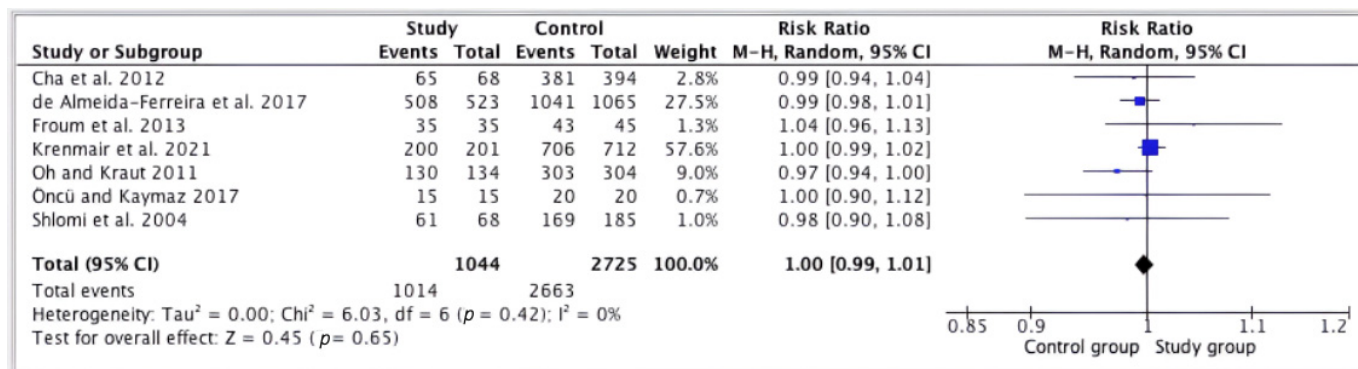 Study Control Risk Ratio Risk Ratio
Study or Subgroup Events Total Events Total Weight M-H, Random, 95% CI M-H, Random, 95% CI
Cha et al. 2012 65 68 381 394 2.8% 0.99 [0.94, 1.04]
de Almeida-Ferreira et al. 2017 508 523 1041 1065 27.5% 0.99 [0.98, 1.01]
Froum et al. 2013 35 35 43 45 1.3% 1.04 [0.96, 1.13]
Krenmair et al. 2021 200 201 706 712 57.6% 1.00 [0.99, 1.02]
Oh and Kraut 2011 130 134 303 304 9.0% 0.97 [0.94, 1.00]
Öncü and Kaymaz 2017 15 15 20 20 0.7% 1.00 [0.90, 1.12]
Shlomi et al. 2004 61 68 169 185 1.0% 0.98 [0.90, 1.08]
Total (95% CI) 1044 2725 100.0% 1.00 [0.99, 1.01]
Total events 1014 2663
Heterogeneity: Tau² = 0.00; Chi² = 6.03, df = 6 (p = 0.42); I² = 0%
Test for overall effect: Z = 0.45 (p= 0.65)
0.85 0.9 1 1.1 1.2
Control group Study group